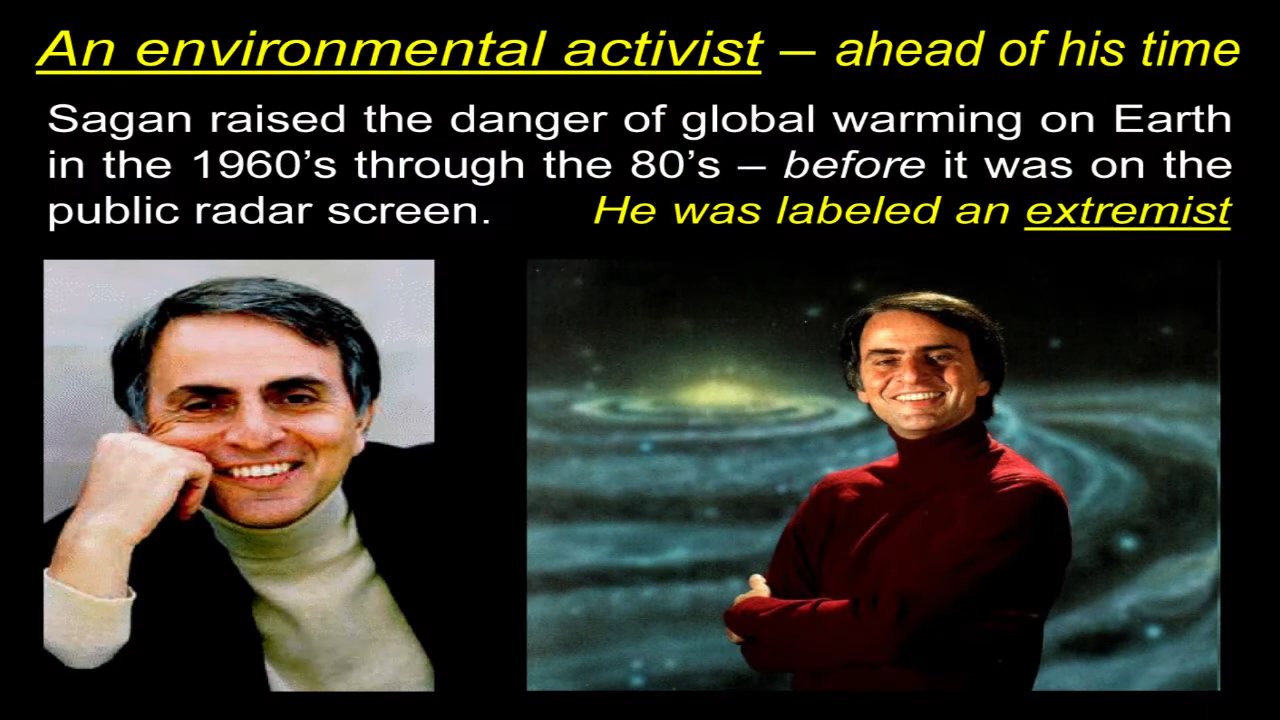 An environmental activist – ahead of his time
Sagan raised the danger of global warming on Earth
in the 1960's through the 80's – before it was on the
public radar screen. He was labeled an extremist